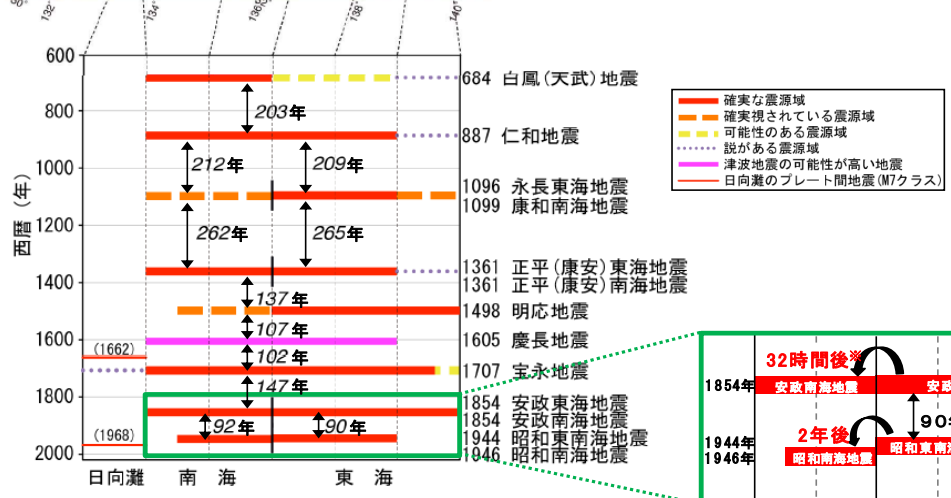 132°
134°
136°
138°
140°
600
684 白鳳(天武)地震
203年
800
887 仁和地震
212年
209年
1000
1096 永長東海地震
1099 康和南海地震
1200
262年
265年
1361 正平(康安)東海地震
1361 正平(康安)南海地震
1400
137年
1498 明応地震
107年
1600
1605 慶長地震
(1662)
102年
1707 宝永地震
147年
1800
1854 安政東海地震
1854 安政南海地震
92年
90年
1944 昭和東南海地震
1946 昭和南海地震
(1968)
2000
西暦(年)
日向灘
南海
東海
確実な震源域
確実視されている震源域
可能性のある震源域
説がある震源域
津波地震の可能性が高い地震
日向灘のプレート間地震(M7クラス)
32時間後※
1854年
安政南海地震
安政
90年
2年後
1944年
1946年
昭和南海地震
昭和東南海